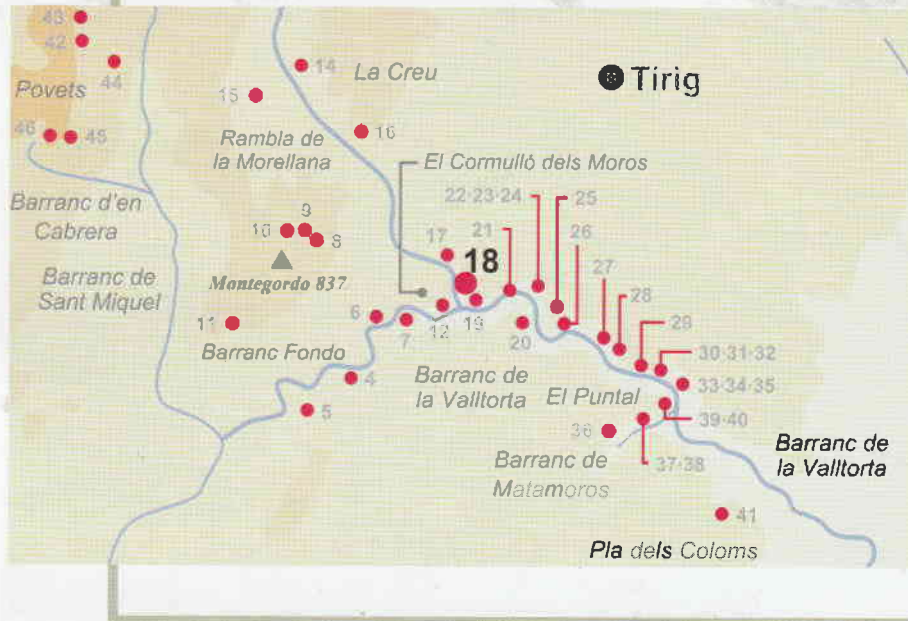 43
42
44
Povets
46
45
Barranc d'en
Cabrera
Barranc de
Sant Miquel
14
La Creu
15
16
Rambla de
la Morellana
Tírig
El Cormulló dels Moros
22·23·24
25
21
26
10
9
8
17
18
27
Montegordo 837
28
11
6
7
12
19
20
29
30·31·32
Barranc Fondo
4
5
Barranc de
la Valltorta
El Puntal
33·34·35
39·40
36
37·38
Barranc de
Matamoros
Barranc de
la Valltorta
41
Pla dels Coloms